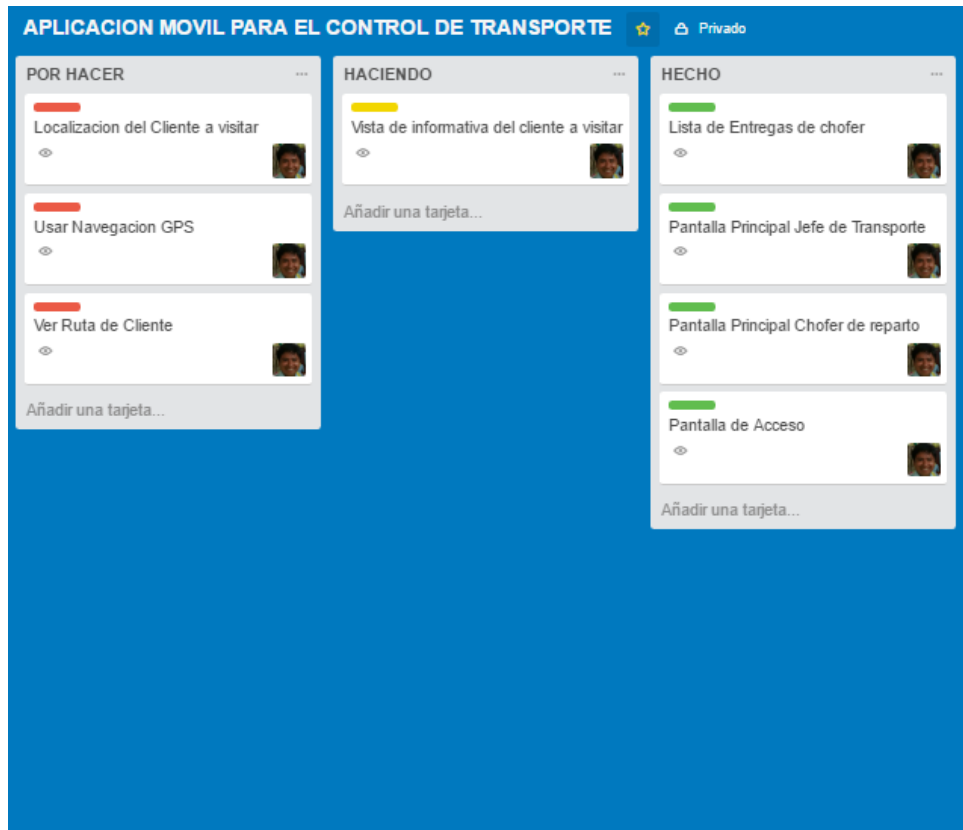 APLICACION MOVIL PARA EL CONTROL DE TRANSPORTE Privado
POR HACER
Localizacion del Cliente a visitar
Usar Navegacion GPS
Ver Ruta de Cliente
Añadir una tarjeta...
HACIENDO
Vista de informativa del cliente a visitar
Añadir una tarjeta...
HECHO
Lista de Entregas de chofer
Pantalla Principal Jefe de Transporte
Pantalla Principal Chofer de reparto
Pantalla de Acceso
Añadir una tarjeta...